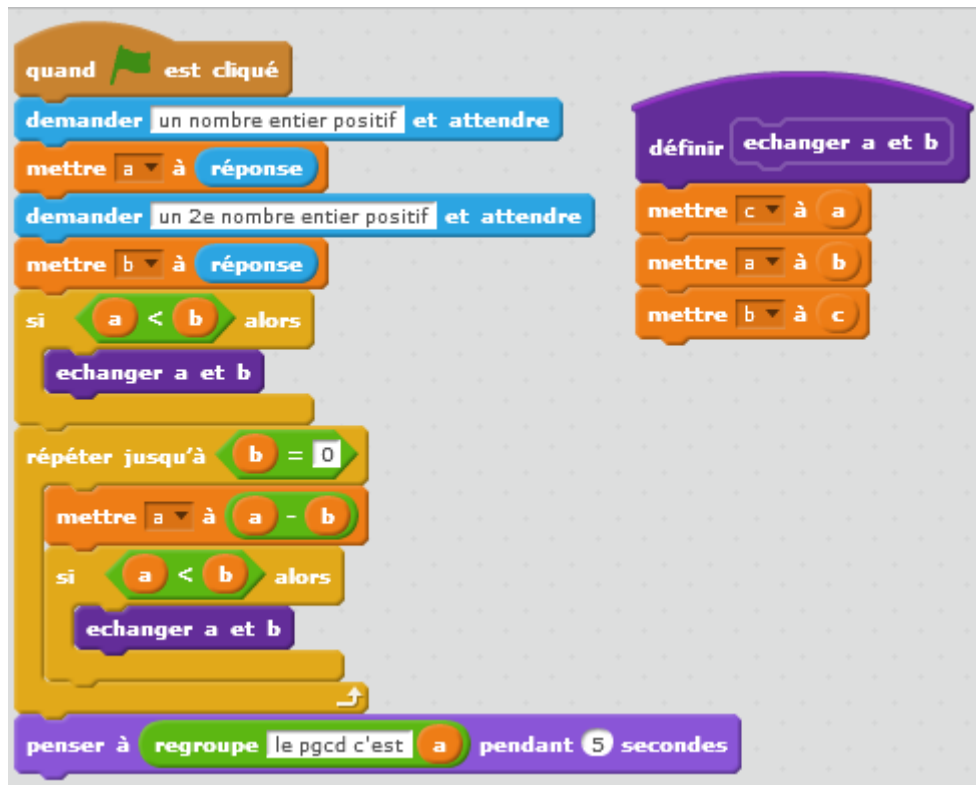 quand est cliqué
demander un nombre entier positif et attendre
mettre a à réponse
demander un 2e nombre entier positif et attendre
mettre b à réponse
si a < b alors
echanger a et b
répéter jusqu'à b = 0
mettre a à a - b
si a < b alors
echanger a et b
penser à regroupe le pgcd c'est a pendant 5 secondes
définir echanger a et b
mettre c à a
mettre a à b
mettre b à c